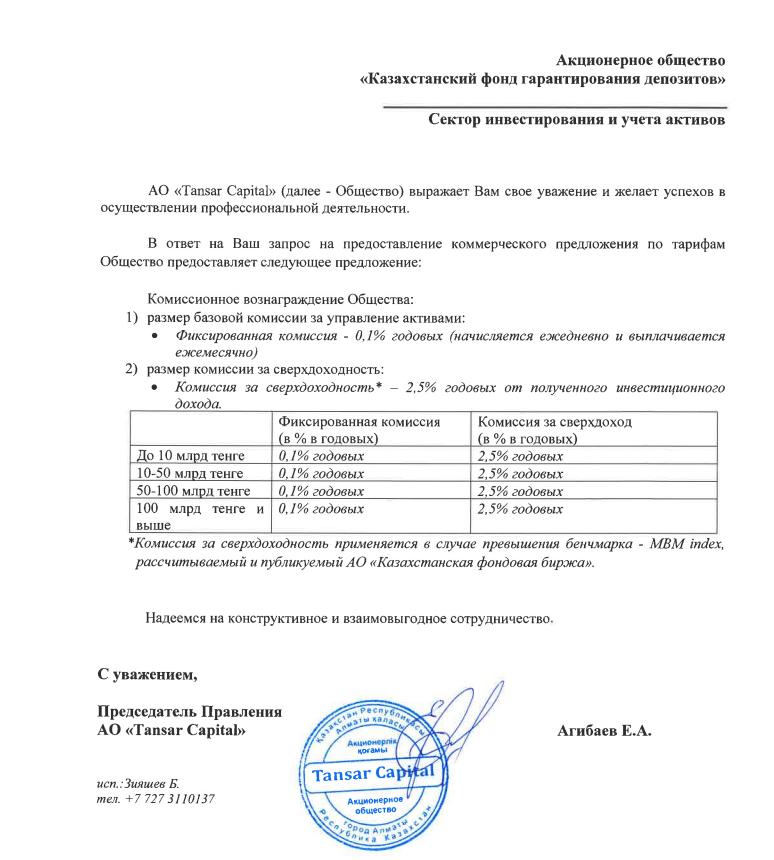 Акционерное общество
«Казахстанский фонд гарантирования депозитов»
Сектор инвестирования и учета активов
АО «Tansar Capital» (далее - Общество) выражает Вам свое уважение и желает успехов в
осуществлении профессиональной деятельности.
В ответ на Ваш запрос на предоставление коммерческого предложения по тарифам
Общество предоставляет следующее предложение:
Комиссионное вознаграждение Общества:
1) размер базовой комиссии за управление активами:
• Фиксированная комиссия - 0,1% годовых (начисляется ежедневно и выплачивается
ежемесячно)
2) размер комиссии за сверхдоходность:
• Комиссия за сверхдоходность* – 2,5% годовых от полученного инвестиционного
дохода.
Фиксированная комиссия Комиссия за сверхдоход
(в % в годовых) (в % в годовых)
До 10 млрд тенге 0,1% годовых 2,5% годовых
10-50 млрд тенге 0,1% годовых 2,5% годовых
50-100 млрд тенге 0,1% годовых 2,5% годовых
100 млрд тенге и 0,1% годовых 2,5% годовых
выше
*Комиссия за сверхдоходность применяется в случае превышения бенчмарка - MBM index,
рассчитываемый и публикуемый АО «Казахстанская фондовая биржа».
Надеемся на конструктивное и взаимовыгодное сотрудничество.
С уважением,
Председатель Правления
АО «Tansar Capital» Агибаев Е.А.
Қазақстан Республикасы
Алматы қаласы
Акционерлік
қоғамы
Tansar Capital
Акционерное
общество
город Алматы
Республика Казахстан
исп.:Зияшев Б.
тел. +7 727 3110137